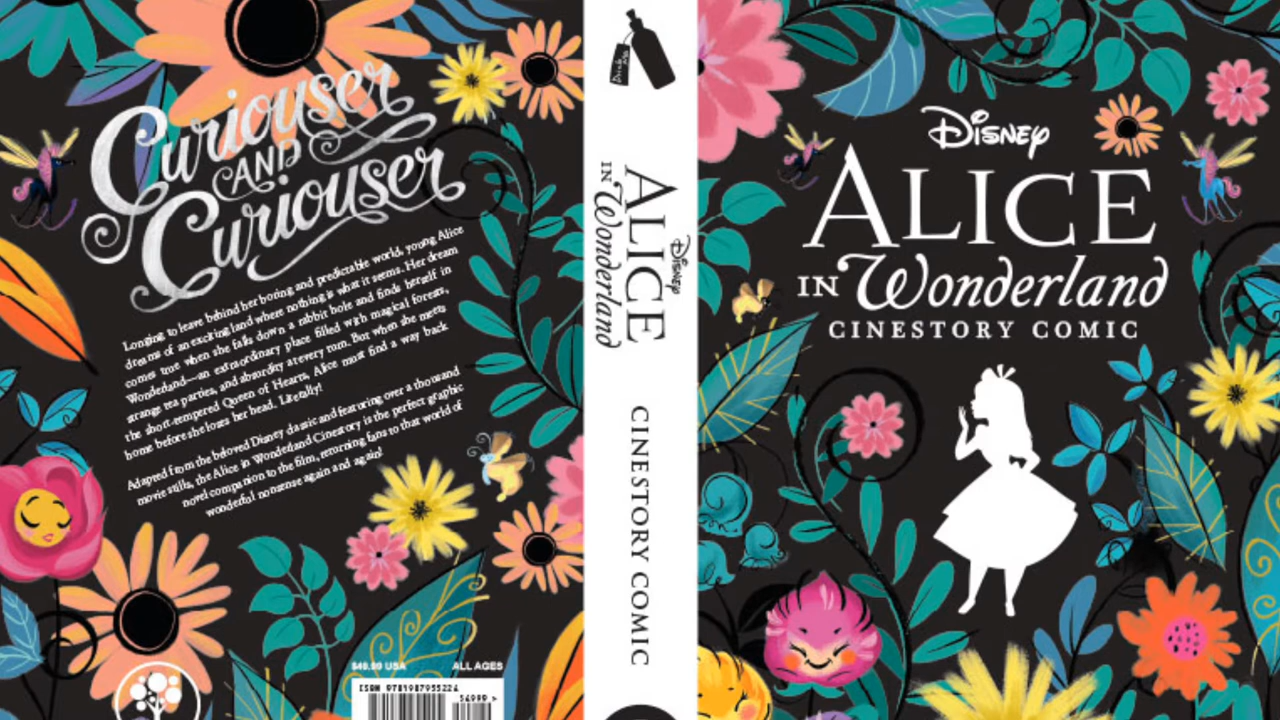 Curiouser
AND
Curiouser
Longing to leave behind her boring and predictable world, young Alice
dreams of an exciting land where nothing is what it seems. Her dream
comes true when she falls down a rabbit hole and finds herself in
Wonderland—an extraordinary place filled with magical forests,
strange tea parties, and absurdity at every turn. But when she meets
the short-tempered Queen of Hearts, Alice must find a way back
home before she loses her head. Literally!
Adapted from the beloved Disney classic and featuring over a thousand
movie stills, the Alice in Wonderland Cinestory is the perfect graphic
novel companion to the film, returning fans to that world of
wonderful nonsense again and again!
$49.99 USA ALL AGES
ISBN 9781987955224
54999 >
Drink Me
Disney
ALICE
IN Wonderland
CINESTORY COMIC
Disney
ALICE
IN Wonderland
CINESTORY COMIC